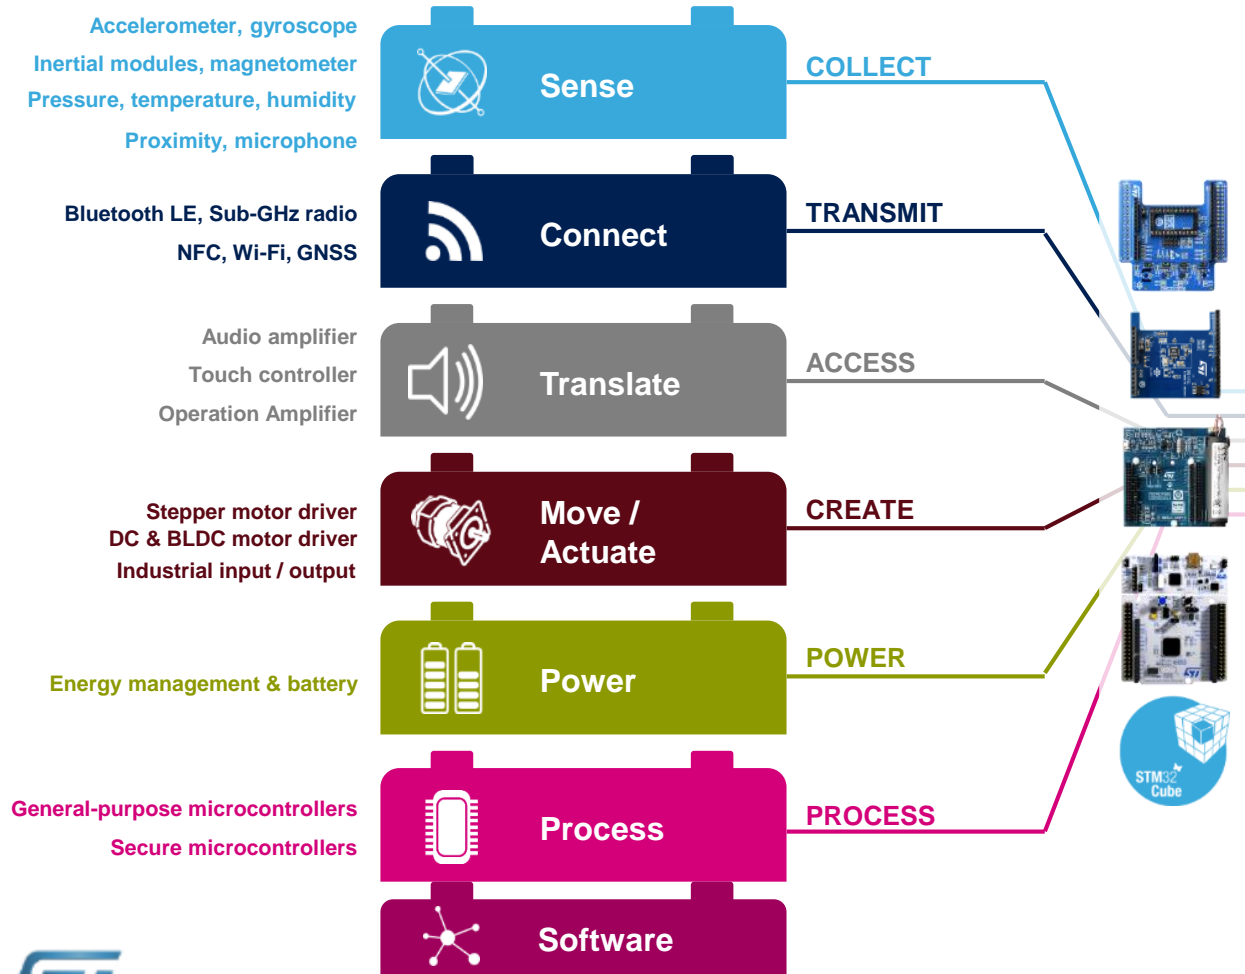 Accelerometer, gyroscope
Inertial modules, magnetometer
Pressure, temperature, humidity
Proximity, microphone
Sense
COLLECT
Bluetooth LE, Sub-GHz radio
NFC, Wi-Fi, GNSS
Connect
TRANSMIT
Audio amplifier
Touch controller
Operation Amplifier
Translate
ACCESS
Stepper motor driver
DC & BLDC motor driver
Industrial input / output
Move /
Actuate
CREATE
Energy management & battery
Power
POWER
General-purpose microcontrollers
Secure microcontrollers
Process
PROCESS
STM32
Cube
Software